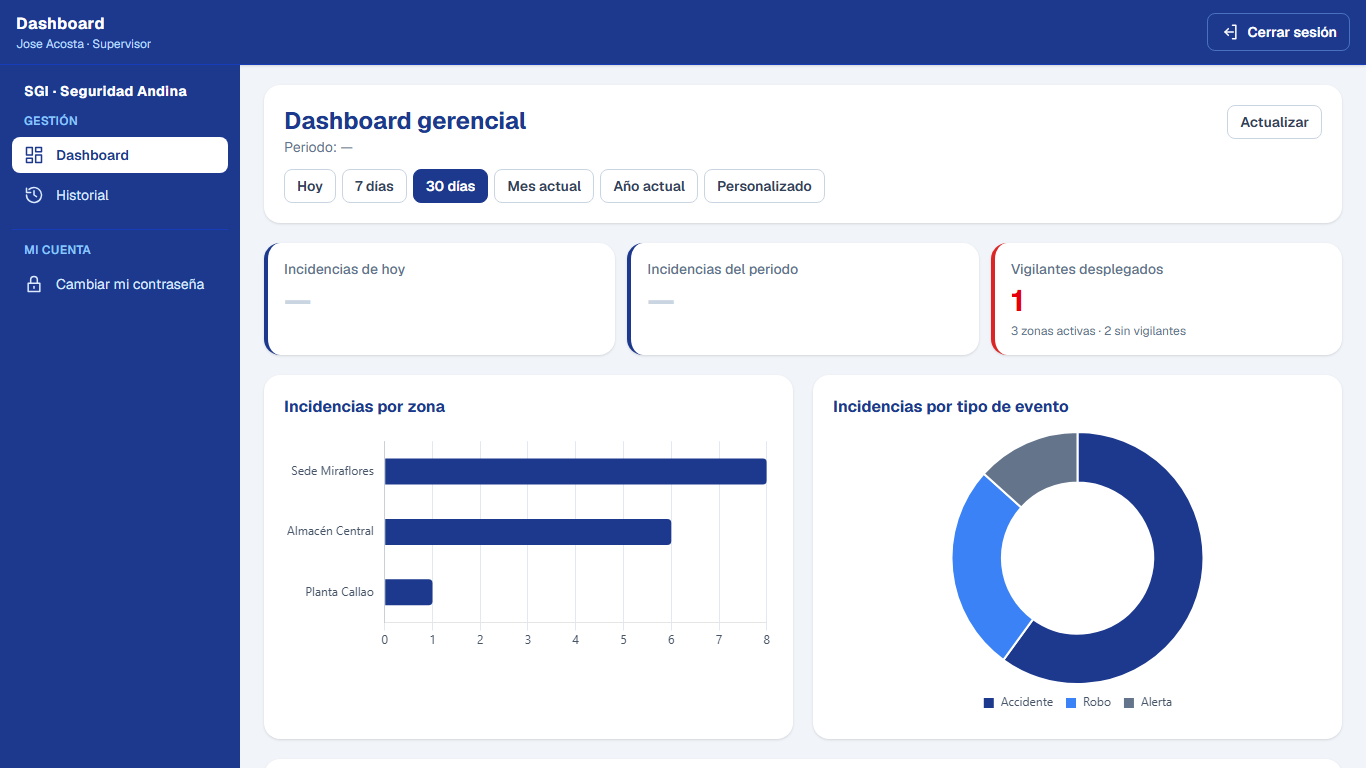 Dashboard
Jose Acosta · Supervisor
Cerrar sesión
SGI · Seguridad Andina
GESTIÓN
Dashboard
Historial
MI CUENTA
Cambiar mi contraseña
Dashboard gerencial
Actualizar
Periodo: —
Hoy
7 días
30 días
Mes actual
Año actual
Personalizado
Incidencias de hoy
—
Incidencias del periodo
—
Vigilantes desplegados
1
3 zonas activas · 2 sin vigilantes
Incidencias por zona
Sede Miraflores
Almacén Central
Planta Callao
0 1 2 3 4 5 6 7 8
Incidencias por tipo de evento
Accidente Robo Alerta